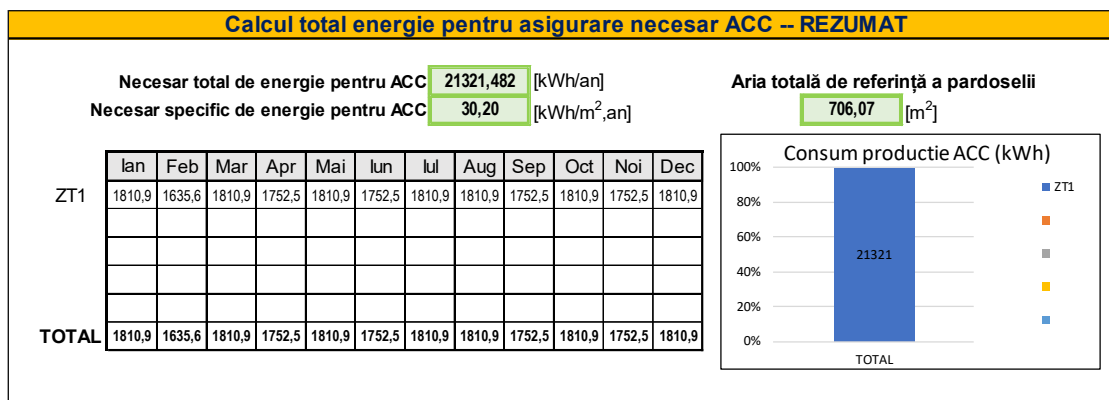 Calcul total energie pentru asigurare necesar ACC -- REZUMAT
Necesar total de energie pentru ACC 21321,482 [kWh/an]
Necesar specific de energie pentru ACC 30,20 [kWh/m²,an]
Aria totală de referință a pardoselii
706,07 [m²]
Ian Feb Mar Apr Mai Iun Iul Aug Sep Oct Noi Dec
ZT1 1810,9 1635,6 1810,9 1752,5 1810,9 1752,5 1810,9 1810,9 1752,5 1810,9 1752,5 1810,9
TOTAL 1810,9 1635,6 1810,9 1752,5 1810,9 1752,5 1810,9 1810,9 1752,5 1810,9 1752,5 1810,9
Consum productie ACC (kWh)
100%
80%
60%
40%
20%
0%
21321
TOTAL
ZT1